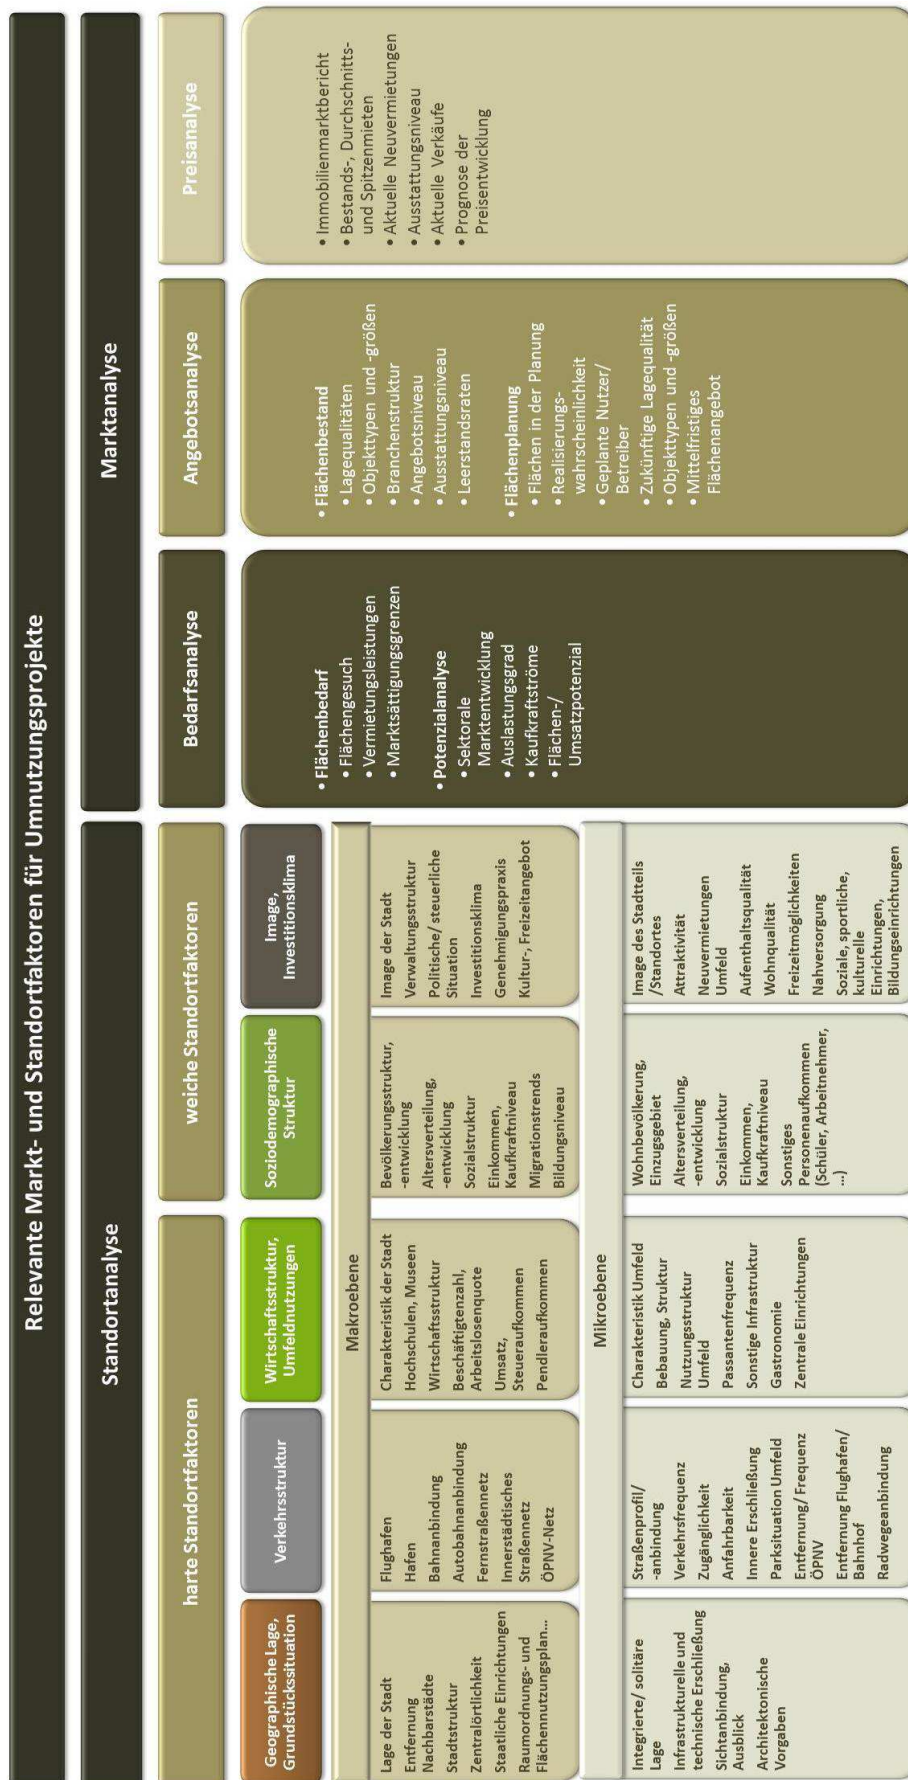 Relevante Markt- und Standortfaktoren für Umnutzungsprojekte
Standortanalyse
Marktanalyse
harte Standortfaktoren
weiche Standortfaktoren
Bedarfsanalyse
Angebotsanalyse
Preisanalyse
Geographische Lage,
Grundstückssituation
Verkehrsstruktur
Wirtschaftsstruktur,
Umfeldnutzungen
Soziodemographische
Struktur
Image,
Investitionsklima
Makroebene
Lage der Stadt
Entfernung
Nachbarstädte
Stadtstruktur
Zentralörtlichkeit
Staatliche Einrichtungen
Raumordnungs- und
Flächennutzungsplan...
Flughafen
Hafen
Bahnanbindung
Autobahnanbindung
Fernstraßennetz
Innerstädtisches
Straßennetz
ÖPNV-Netz
Charakteristik der Stadt
Hochschulen, Museen
Wirtschaftsstruktur
Beschäftigtenzahl,
Arbeitslosenquote
Umsatz,
Steueraufkommen
Pendleraufkommen
Bevölkerungsstruktur,
-entwicklung
Altersverteilung,
-entwicklung
Sozialstruktur
Einkommen,
Kaufkraftniveau
Migrationstrends
Bildungsniveau
Image der Stadt
Verwaltungsstruktur
Politische/ steuerliche
Situation
Investitionsklima
Genehmigungspraxis
Kultur-, Freizeitangebot
Mikroebene
Integrierte/ solitäre
Lage
Infrastrukturelle und
technische Erschließung
Sichtanbindung,
Ausblick
Architektonische
Vorgaben
Straßenprofil/
-anbindung
Verkehrsfrequenz
Zugänglichkeit
Anfahrbarkeit
Innere Erschließung
Parksituation Umfeld
Entfernung/ Frequenz
ÖPNV
Entfernung Flughafen/
Bahnhof
Radwegeanbindung
Charakteristik Umfeld
Bebauung, Struktur
Nutzungsstruktur
Umfeld
Passantenfrequenz
Sonstige Infrastruktur
Gastronomie
Zentrale Einrichtungen
Wohnbevölkerung,
Einzugsgebiet
Altersverteilung,
-entwicklung
Sozialstruktur
Einkommen,
Kaufkraftniveau
Sonstiges
Personenaufkommen
(Schüler, Arbeitnehmer,
...)
Image des Stadtteils
/Standortes
Attraktivität
Neuvermietungen
Umfeld
Aufenthaltsqualität
Wohnqualität
Freizeitmöglichkeiten
Nahversorgung
Soziale, sportliche,
kulturelle
Einrichtungen,
Bildungseinrichtungen
• Flächenbedarf
• Flächengesuch
• Vermietungsleistungen
• Marktsättigungsgrenzen
• Potenzialanalyse
• Sektorale
Marktentwicklung
• Auslastungsgrad
• Kaufkraftströme
• Flächen-/
Umsatzpotenzial
• Flächenbestand
• Lagequalitäten
• Objekttypen und -größen
• Branchenstruktur
• Angebotsniveau
• Ausstattungsniveau
• Leerstandsraten
• Flächenplanung
• Flächen in der Planung
• Realisierungs-
wahrscheinlichkeit
• Geplante Nutzer/
Betreiber
• Zukünftige Lagequalität
• Objekttypen und -größen
• Mittelfristiges
Flächenangebot
• Immobilienmarktbericht
• Bestands-, Durchschnitts-
und Spitzenmieten
• Aktuelle Neuvermietungen
• Ausstattungsniveau
• Aktuelle Verkäufe
• Prognose der
Preisentwicklung